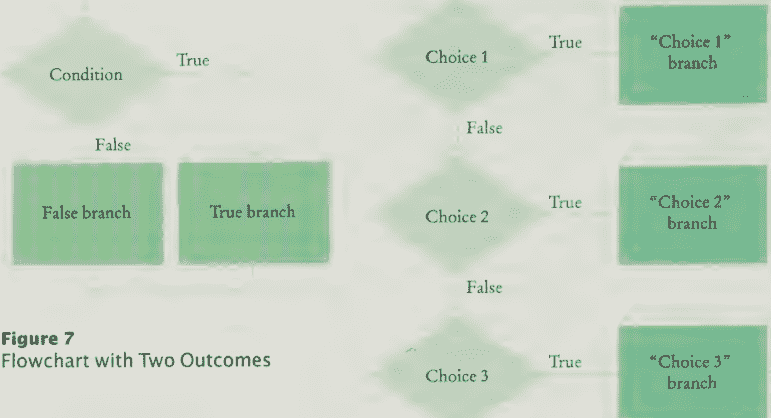 Condition
True
False
False branch
True branch
Figure 7
Flowchart with Two Outcomes
Choice 1
True
"Choice 1"
branch
False
Choice 2
True
"Choice 2"
branch
False
Choice 3
True
"Choice 3"
branch